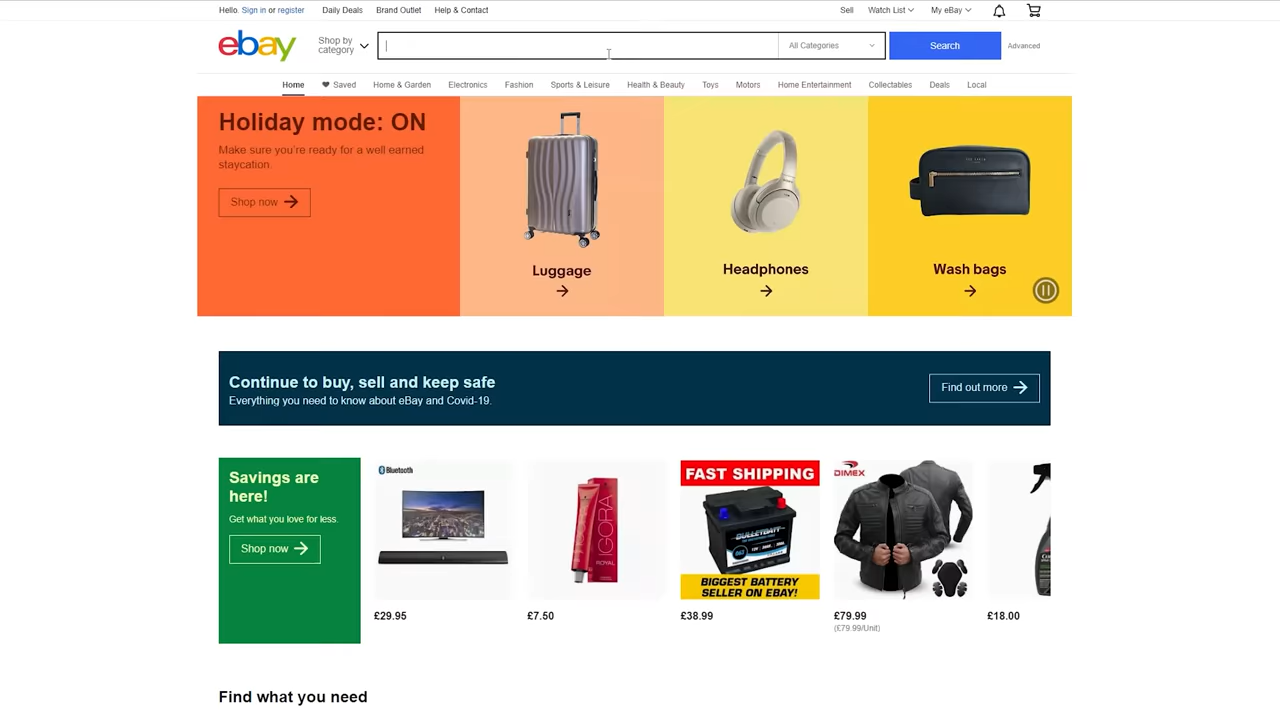 Hello. Sign in or register Daily Deals Brand Outlet Help & Contact Sell Watch List My eBay
ebay Shop by category All Categories Search Advanced
Home Saved Home & Garden Electronics Fashion Sports & Leisure Health & Beauty Toys Motors Home Entertainment Collectables Deals Local
Holiday mode: ON
Make sure you're ready for a well earned
staycation.
Shop now
Luggage
Headphones
Wash bags
Continue to buy, sell and keep safe
Everything you need to know about eBay and Covid-19.
Find out more
Savings are
here!
Get what you love for less.
Shop now
Bluetooth
£29.95
IGORA
ROYAL
£7.50
FAST SHIPPING
BULLETBATT
BIGGEST BATTERY
SELLER ON EBAY!
£38.99
DIMEX
£79.99
(£79.99/Unit)
£18.00
Find what you need